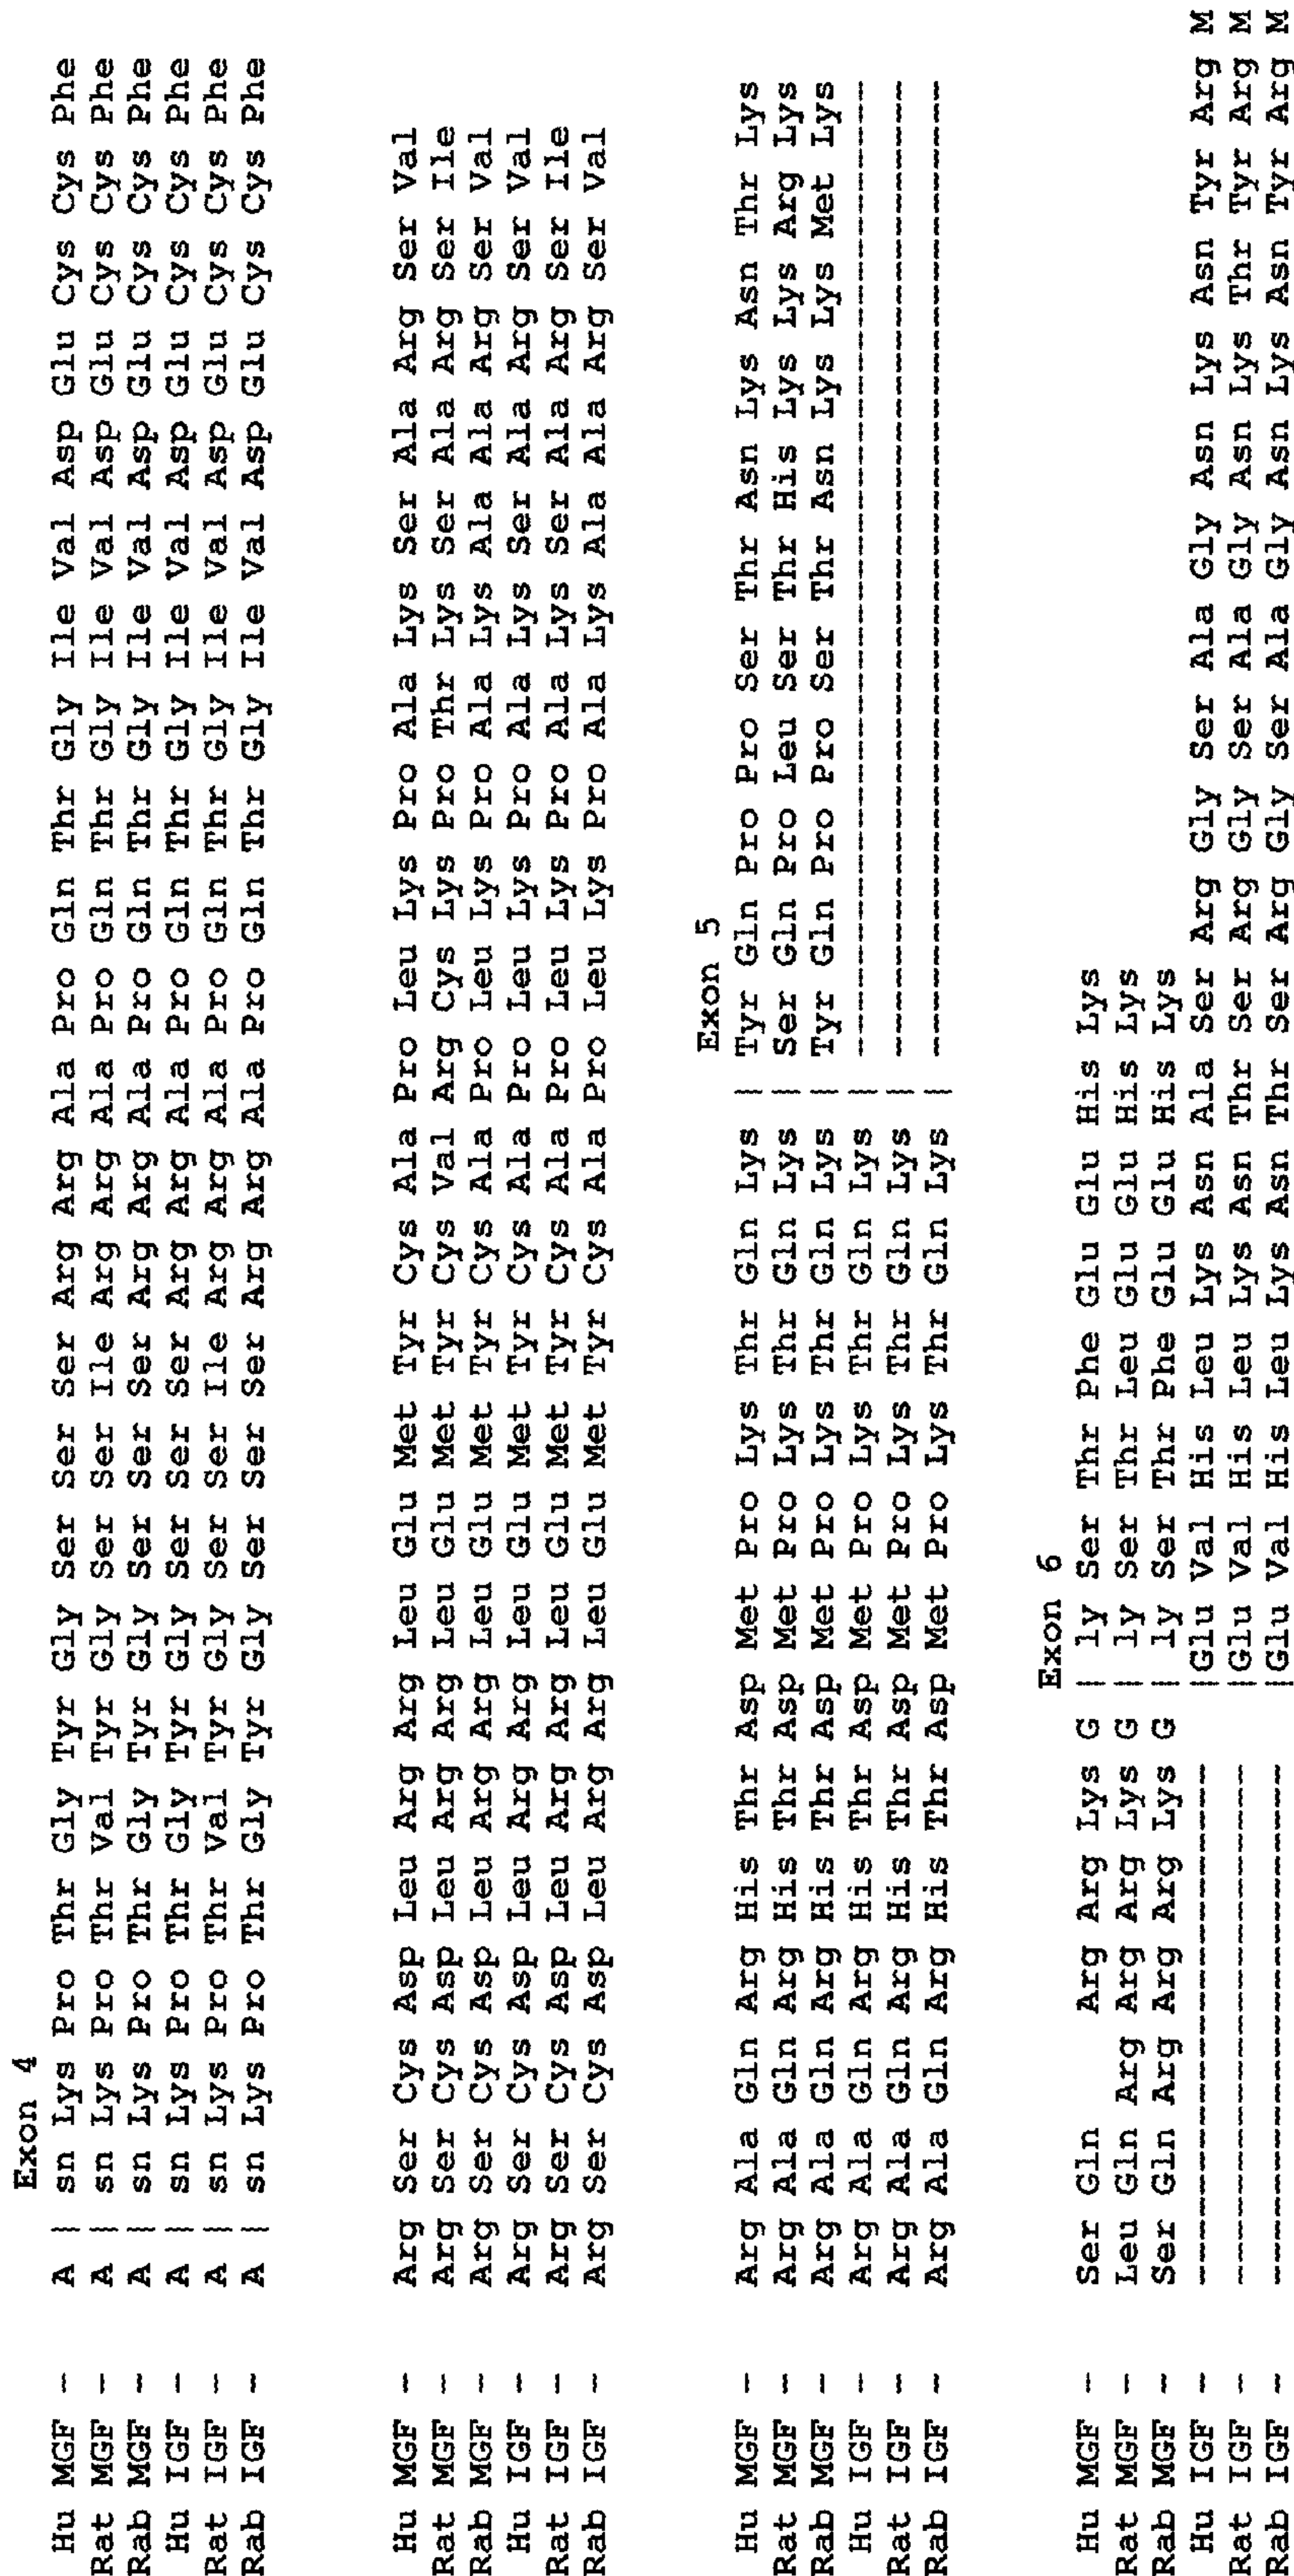 Exon 4
Hu MGF - A | sn Lys Pro Thr Gly Tyr Gly Ser Ser Ser Arg Arg Ala Pro Gln Thr Gly Ile Val Asp Glu Cys Cys Phe
Rat MGF - A | sn Lys Pro Thr Val Tyr Gly Ser Ser Ile Arg Arg Ala Pro Gln Thr Gly Ile Val Asp Glu Cys Cys Phe
Rab MGF - A | sn Lys Pro Thr Gly Tyr Gly Ser Ser Ser Arg Arg Ala Pro Gln Thr Gly Ile Val Asp Glu Cys Cys Phe
Hu IGF - A | sn Lys Pro Thr Gly Tyr Gly Ser Ser Ser Arg Arg Ala Pro Gln Thr Gly Ile Val Asp Glu Cys Cys Phe
Rat IGF - A | sn Lys Pro Thr Val Tyr Gly Ser Ser Ile Arg Arg Ala Pro Gln Thr Gly Ile Val Asp Glu Cys Cys Phe
Rab IGF - A | sn Lys Pro Thr Gly Tyr Gly Ser Ser Ser Arg Arg Ala Pro Gln Thr Gly Ile Val Asp Glu Cys Cys Phe
Hu MGF - Arg Ser Cys Asp Leu Arg Arg Leu Glu Met Tyr Cys Ala Pro Leu Lys Pro Ala Lys Ser Ala Arg Ser Val
Rat MGF - Arg Ser Cys Asp Leu Arg Arg Leu Glu Met Tyr Cys Val Arg Cys Lys Pro Thr Lys Ser Ala Arg Ser Ile
Rab MGF - Arg Ser Cys Asp Leu Arg Arg Leu Glu Met Tyr Cys Ala Pro Leu Lys Pro Ala Lys Ala Ala Arg Ser Val
Hu IGF - Arg Ser Cys Asp Leu Arg Arg Leu Glu Met Tyr Cys Ala Pro Leu Lys Pro Ala Lys Ser Ala Arg Ser Val
Rat IGF - Arg Ser Cys Asp Leu Arg Arg Leu Glu Met Tyr Cys Ala Pro Leu Lys Pro Ala Lys Ser Ala Arg Ser Ile
Rab IGF - Arg Ser Cys Asp Leu Arg Arg Leu Glu Met Tyr Cys Ala Pro Leu Lys Pro Ala Lys Ala Ala Arg Ser Val
Exon 5
Hu MGF - Arg Ala Gln Arg His Thr Asp Met Pro Lys Thr Gln Lys | Tyr Gln Pro Pro Ser Thr Asn Lys Asn Thr Lys
Rat MGF - Arg Ala Gln Arg His Thr Asp Met Pro Lys Thr Gln Lys | Ser Gln Pro Leu Ser Thr His Lys Lys Arg Lys
Rab MGF - Arg Ala Gln Arg His Thr Asp Met Pro Lys Thr Gln Lys | Tyr Gln Pro Pro Ser Thr Asn Lys Lys Met Lys
Hu IGF - Arg Ala Gln Arg His Thr Asp Met Pro Lys Thr Gln Lys | ------------------------------------------
Rat IGF - Arg Ala Gln Arg His Thr Asp Met Pro Lys Thr Gln Lys | ------------------------------------------
Rab IGF - Arg Ala Gln Arg His Thr Asp Met Pro Lys Thr Gln Lys | ------------------------------------------
Exon 6
Hu MGF - Ser Gln Arg Arg Lys G | ly Ser Thr Phe Glu Glu His Lys
Rat MGF - Leu Gln Arg Arg Arg Lys G | ly Ser Thr Leu Glu Glu His Lys
Rab MGF - Ser Gln Arg Arg Arg Lys G | ly Ser Thr Phe Glu Glu His Lys
Hu IGF - ----------------------- | Glu Val His Leu Lys Asn Ala Ser Arg Gly Ser Ala Gly Asn Lys Asn Tyr Arg M
Rat IGF - ----------------------- | Glu Val His Leu Lys Asn Thr Ser Arg Gly Ser Ala Gly Asn Lys Thr Tyr Arg M
Rab IGF - ----------------------- | Glu Val His Leu Lys Asn Thr Ser Arg Gly Ser Ala Gly Asn Lys Asn Tyr Arg M